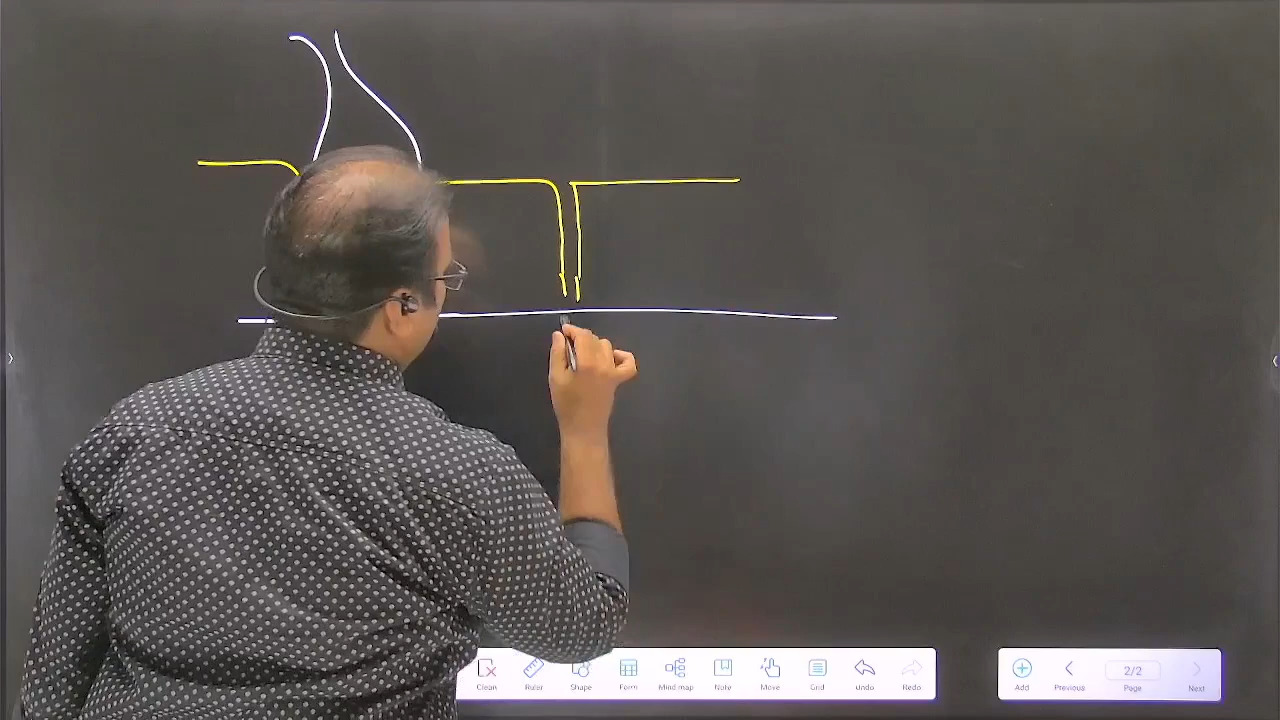 Clean Ruler Shape Form Mind map Note Move Grid Undo Redo
Add Previous 2/2 Page Next